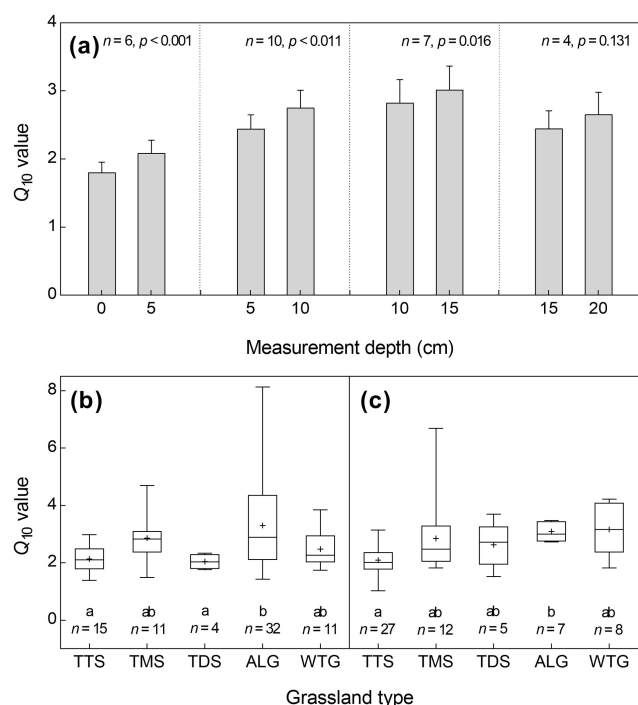 (a)
n = 6, p < 0.001
n = 10, p < 0.011
n = 7, p = 0.016
n = 4, p = 0.131
4
3
2
1
0
Q10 value
0 5 5 10 10 15 15 20
Measurement depth (cm)
(b)
(c)
8
6
4
2
0
Q10 value
a ab a b ab a ab ab b ab
n = 15 n = 11 n = 4 n = 32 n = 11 n = 27 n = 12 n = 5 n = 7 n = 8
TTS TMS TDS ALG WTG TTS TMS TDS ALG WTG
Grassland type